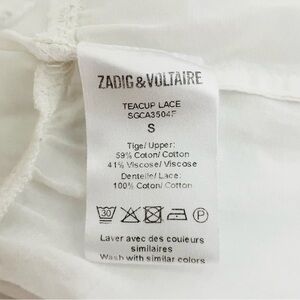 ZADIG & VOLTAIRE
TEACUP LACE
SGCA3504F
S
Tige/ Upper:
59% Coton/ Cotton
41% Viscose/ Viscose
Dentelle/ Lace:
100% Coton/ Cotton
30 P
Laver avec des couleurs
similaires
Wash with similar colors